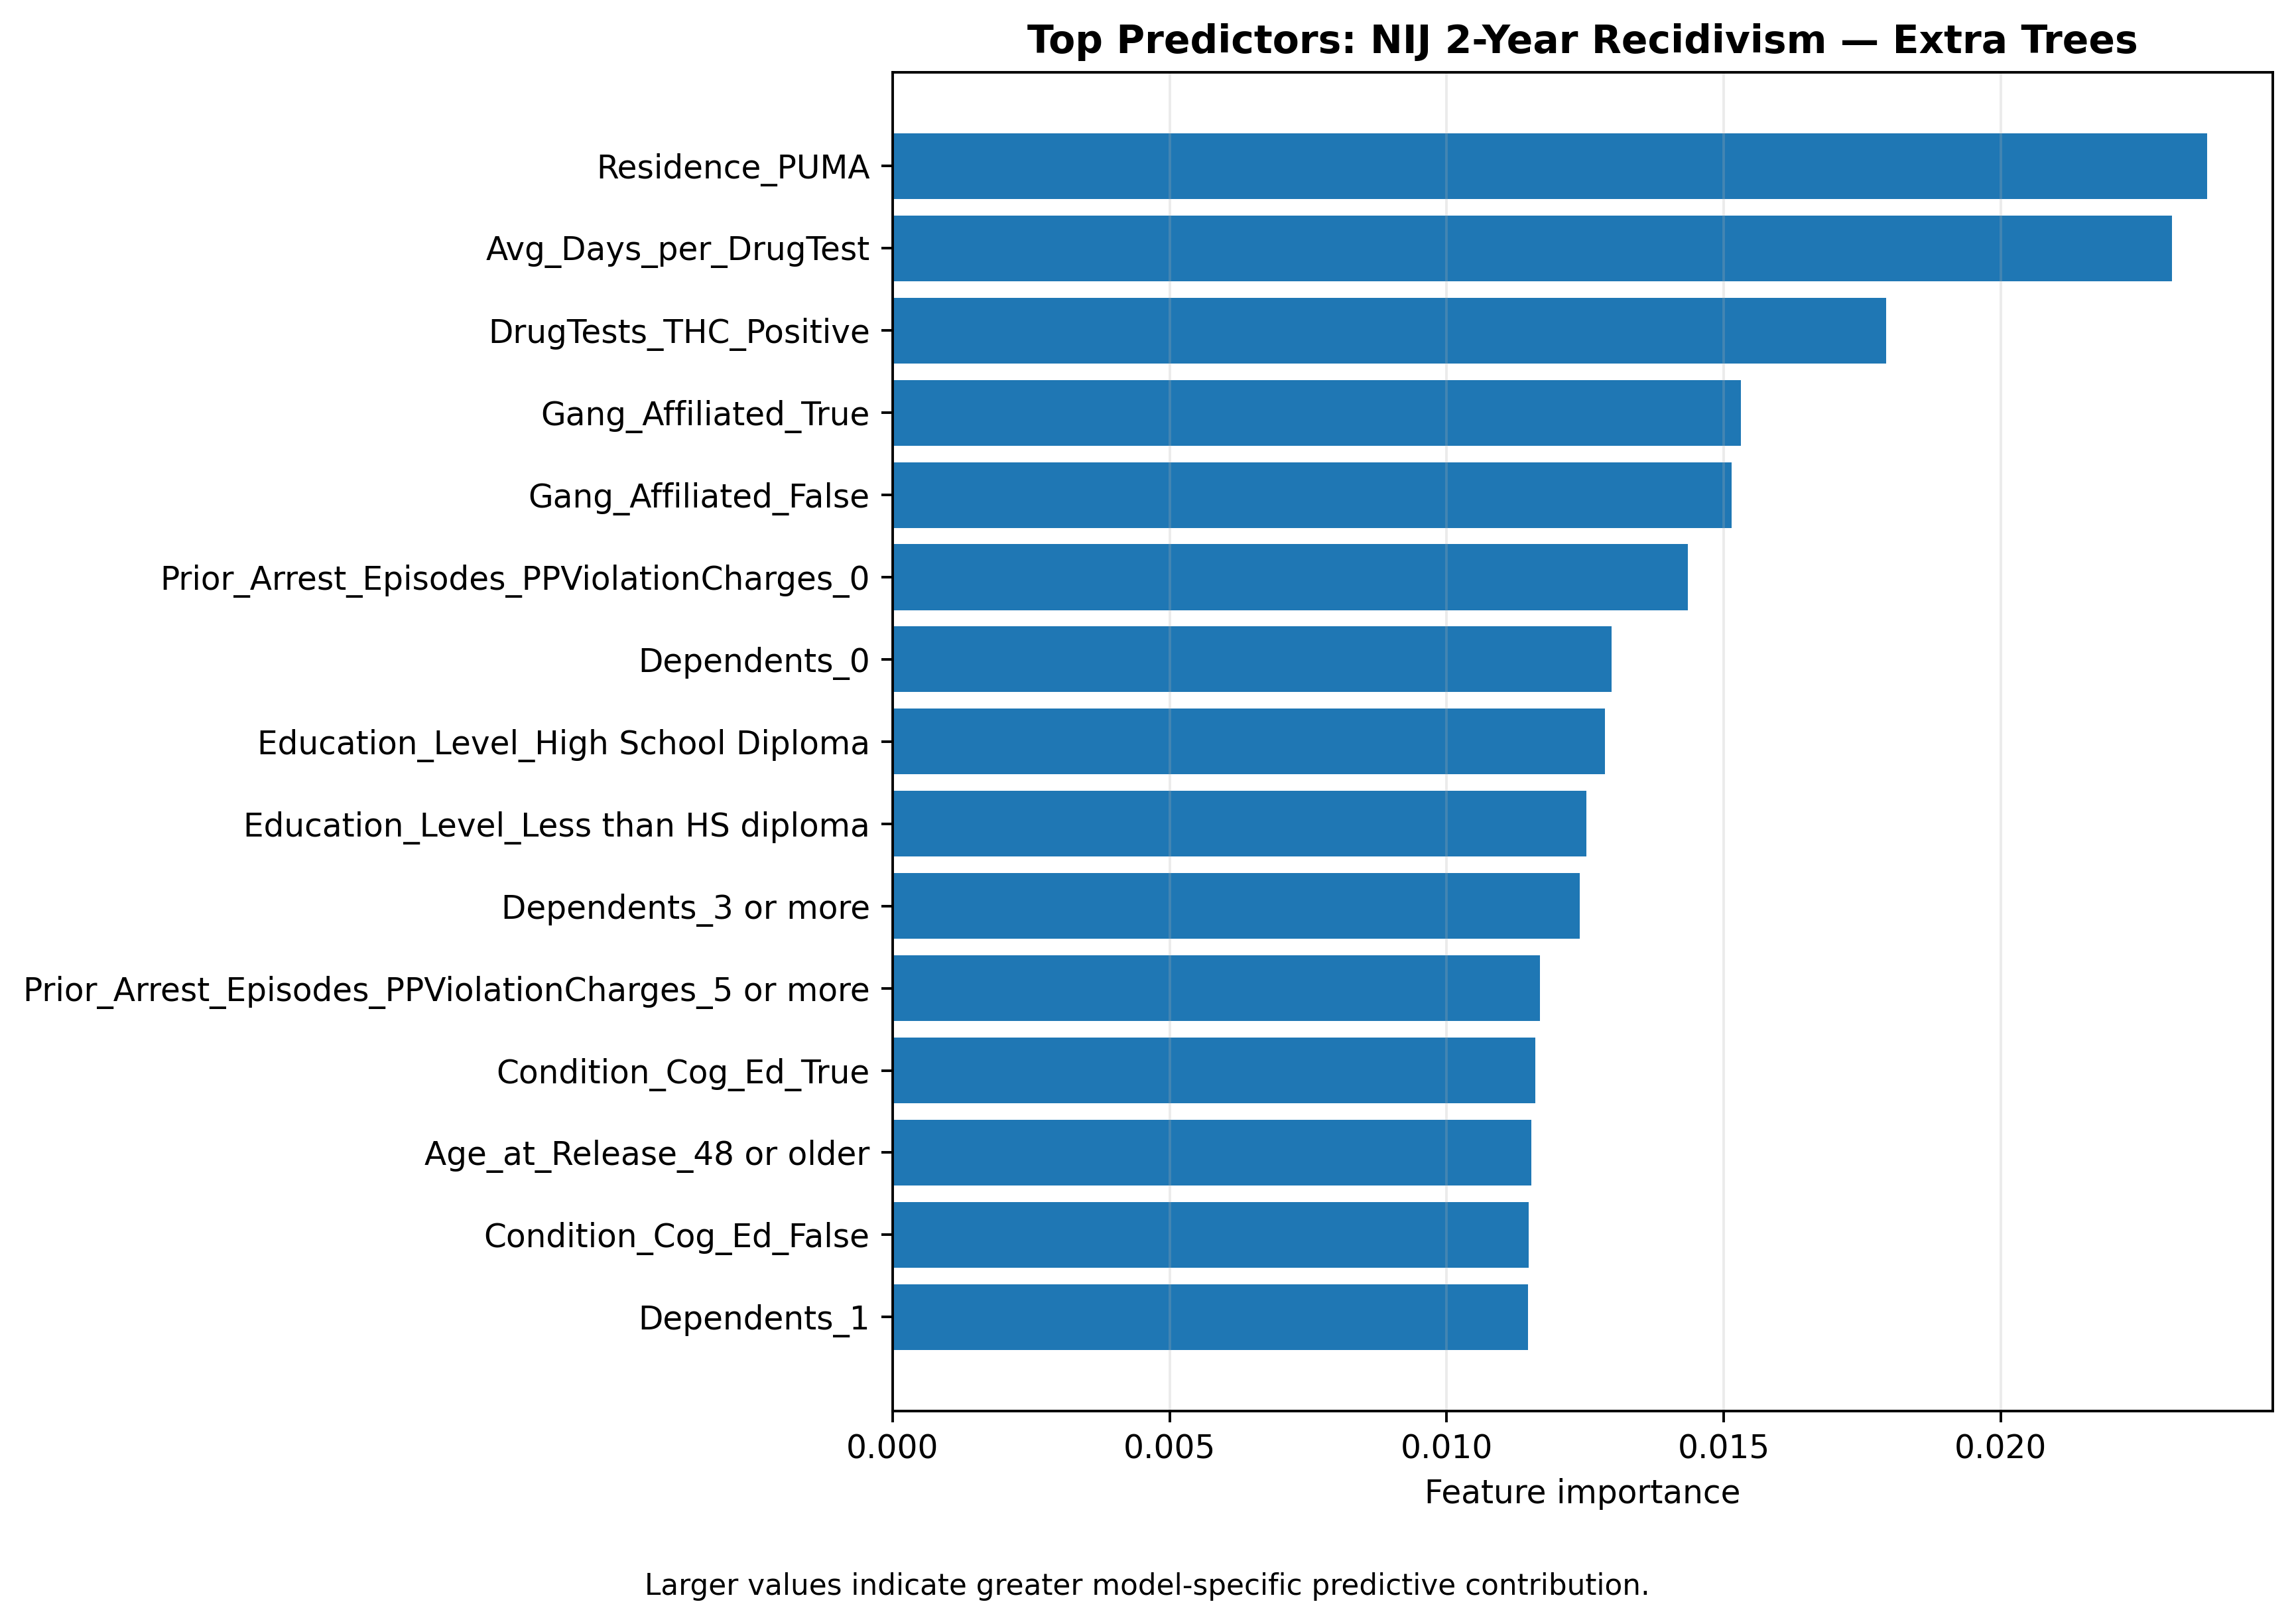 Top Predictors: NIJ 2-Year Recidivism — Extra Trees
Residence_PUMA
Avg_Days_per_DrugTest
DrugTests_THC_Positive
Gang_Affiliated_True
Gang_Affiliated_False
Prior_Arrest_Episodes_PPViolationCharges_0
Dependents_0
Education_Level_High School Diploma
Education_Level_Less than HS diploma
Dependents_3 or more
Prior_Arrest_Episodes_PPViolationCharges_5 or more
Condition_Cog_Ed_True
Age_at_Release_48 or older
Condition_Cog_Ed_False
Dependents_1
0.000 0.005 0.010 0.015 0.020
Feature importance
Larger values indicate greater model-specific predictive contribution.